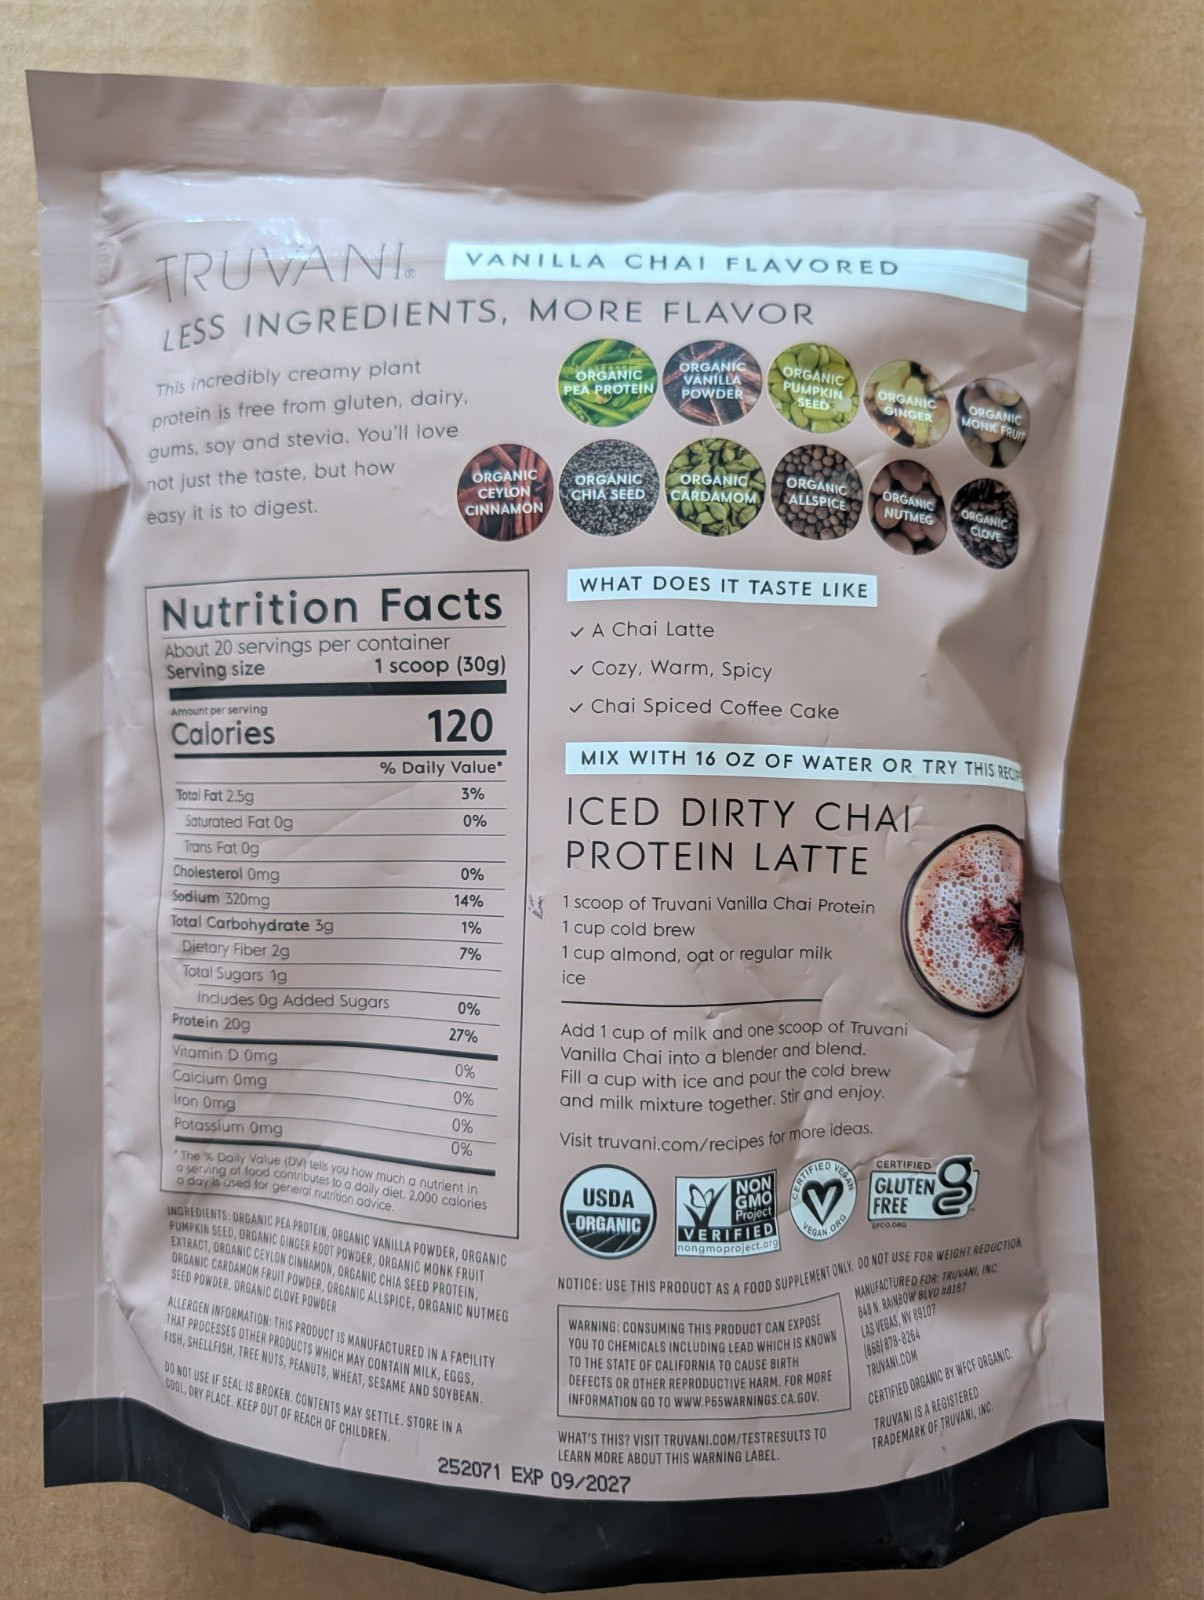 TRUVANI®
VANILLA CHAI FLAVORED
LESS INGREDIENTS, MORE FLAVOR
This incredibly creamy plant
protein is free from gluten, dairy,
gums, soy and stevia. You'll love
not just the taste, but how
easy it is to digest.
ORGANIC
PEA PROTEIN
ORGANIC
VANILLA
POWDER
ORGANIC
PUMPKIN
SEED
ORGANIC
GINGER
ORGANIC
MONK FRUIT
ORGANIC
CEYLON
CINNAMON
ORGANIC
CHIA SEED
ORGANIC
CARDAMOM
ORGANIC
ALLSPICE
ORGANIC
NUTMEG
ORGANIC
CLOVE
Nutrition Facts
About 20 servings per container
Serving size 1 scoop (30g)
Amount per serving
Calories 120
% Daily Value*
Total Fat 2.5g 3%
Saturated Fat 0g 0%
Trans Fat 0g
Cholesterol 0mg 0%
Sodium 320mg 14%
Total Carbohydrate 3g 1%
Dietary Fiber 2g 7%
Total Sugars 1g
Includes 0g Added Sugars 0%
Protein 20g 27%
Vitamin D 0mg 0%
Calcium 0mg 0%
Iron 0mg 0%
Potassium 0mg 0%
* The % Daily Value (DV) tells you how much a nutrient in
a serving of food contributes to a daily diet. 2,000 calories
a day is used for general nutrition advice.
INGREDIENTS: ORGANIC PEA PROTEIN, ORGANIC VANILLA POWDER, ORGANIC
PUMPKIN SEED, ORGANIC GINGER ROOT POWDER, ORGANIC MONK FRUIT
EXTRACT, ORGANIC CEYLON CINNAMON, ORGANIC CHIA SEED PROTEIN,
ORGANIC CARDAMOM FRUIT POWDER, ORGANIC ALLSPICE, ORGANIC NUTMEG
SEED POWDER, ORGANIC CLOVE POWDER
ALLERGEN INFORMATION: THIS PRODUCT IS MANUFACTURED IN A FACILITY
THAT PROCESSES OTHER PRODUCTS WHICH MAY CONTAIN MILK, EGGS,
FISH, SHELLFISH, TREE NUTS, PEANUTS, WHEAT, SESAME AND SOYBEAN.
DO NOT USE IF SEAL IS BROKEN. CONTENTS MAY SETTLE. STORE IN A
COOL, DRY PLACE. KEEP OUT OF REACH OF CHILDREN.
252071 EXP 09/2027
WHAT DOES IT TASTE LIKE
✓ A Chai Latte
✓ Cozy, Warm, Spicy
✓ Chai Spiced Coffee Cake
MIX WITH 16 OZ OF WATER OR TRY THIS RECIP
ICED DIRTY CHAI
PROTEIN LATTE
1 scoop of Truvani Vanilla Chai Protein
1 cup cold brew
1 cup almond, oat or regular milk
ice
Add 1 cup of milk and one scoop of Truvani
Vanilla Chai into a blender and blend.
Fill a cup with ice and pour the cold brew
and milk mixture together. Stir and enjoy.
Visit truvani.com/recipes for more ideas.
USDA
ORGANIC
NON
GMO
Project
VERIFIED
nongmoproject.org
CERTIFIED VEGAN
VEGAN.ORG
CERTIFIED
GLUTEN
FREE
GFCO.ORG
NOTICE: USE THIS PRODUCT AS A FOOD SUPPLEMENT ONLY. DO NOT USE FOR WEIGHT REDUCTION.
WARNING: CONSUMING THIS PRODUCT CAN EXPOSE
YOU TO CHEMICALS INCLUDING LEAD WHICH IS KNOWN
TO THE STATE OF CALIFORNIA TO CAUSE BIRTH
DEFECTS OR OTHER REPRODUCTIVE HARM. FOR MORE
INFORMATION GO TO WWW.P65WARNINGS.CA.GOV.
WHAT'S THIS? VISIT TRUVANI.COM/TESTRESULTS TO
LEARN MORE ABOUT THIS WARNING LABEL.
MANUFACTURED FOR: TRUVANI, INC.
848 N. RAINBOW BLVD #8187
LAS VEGAS, NV 89107
(866) 878-8264
TRUVANI.COM
CERTIFIED ORGANIC BY WFCF ORGANIC.
TRUVANI IS A REGISTERED
TRADEMARK OF TRUVANI, INC.